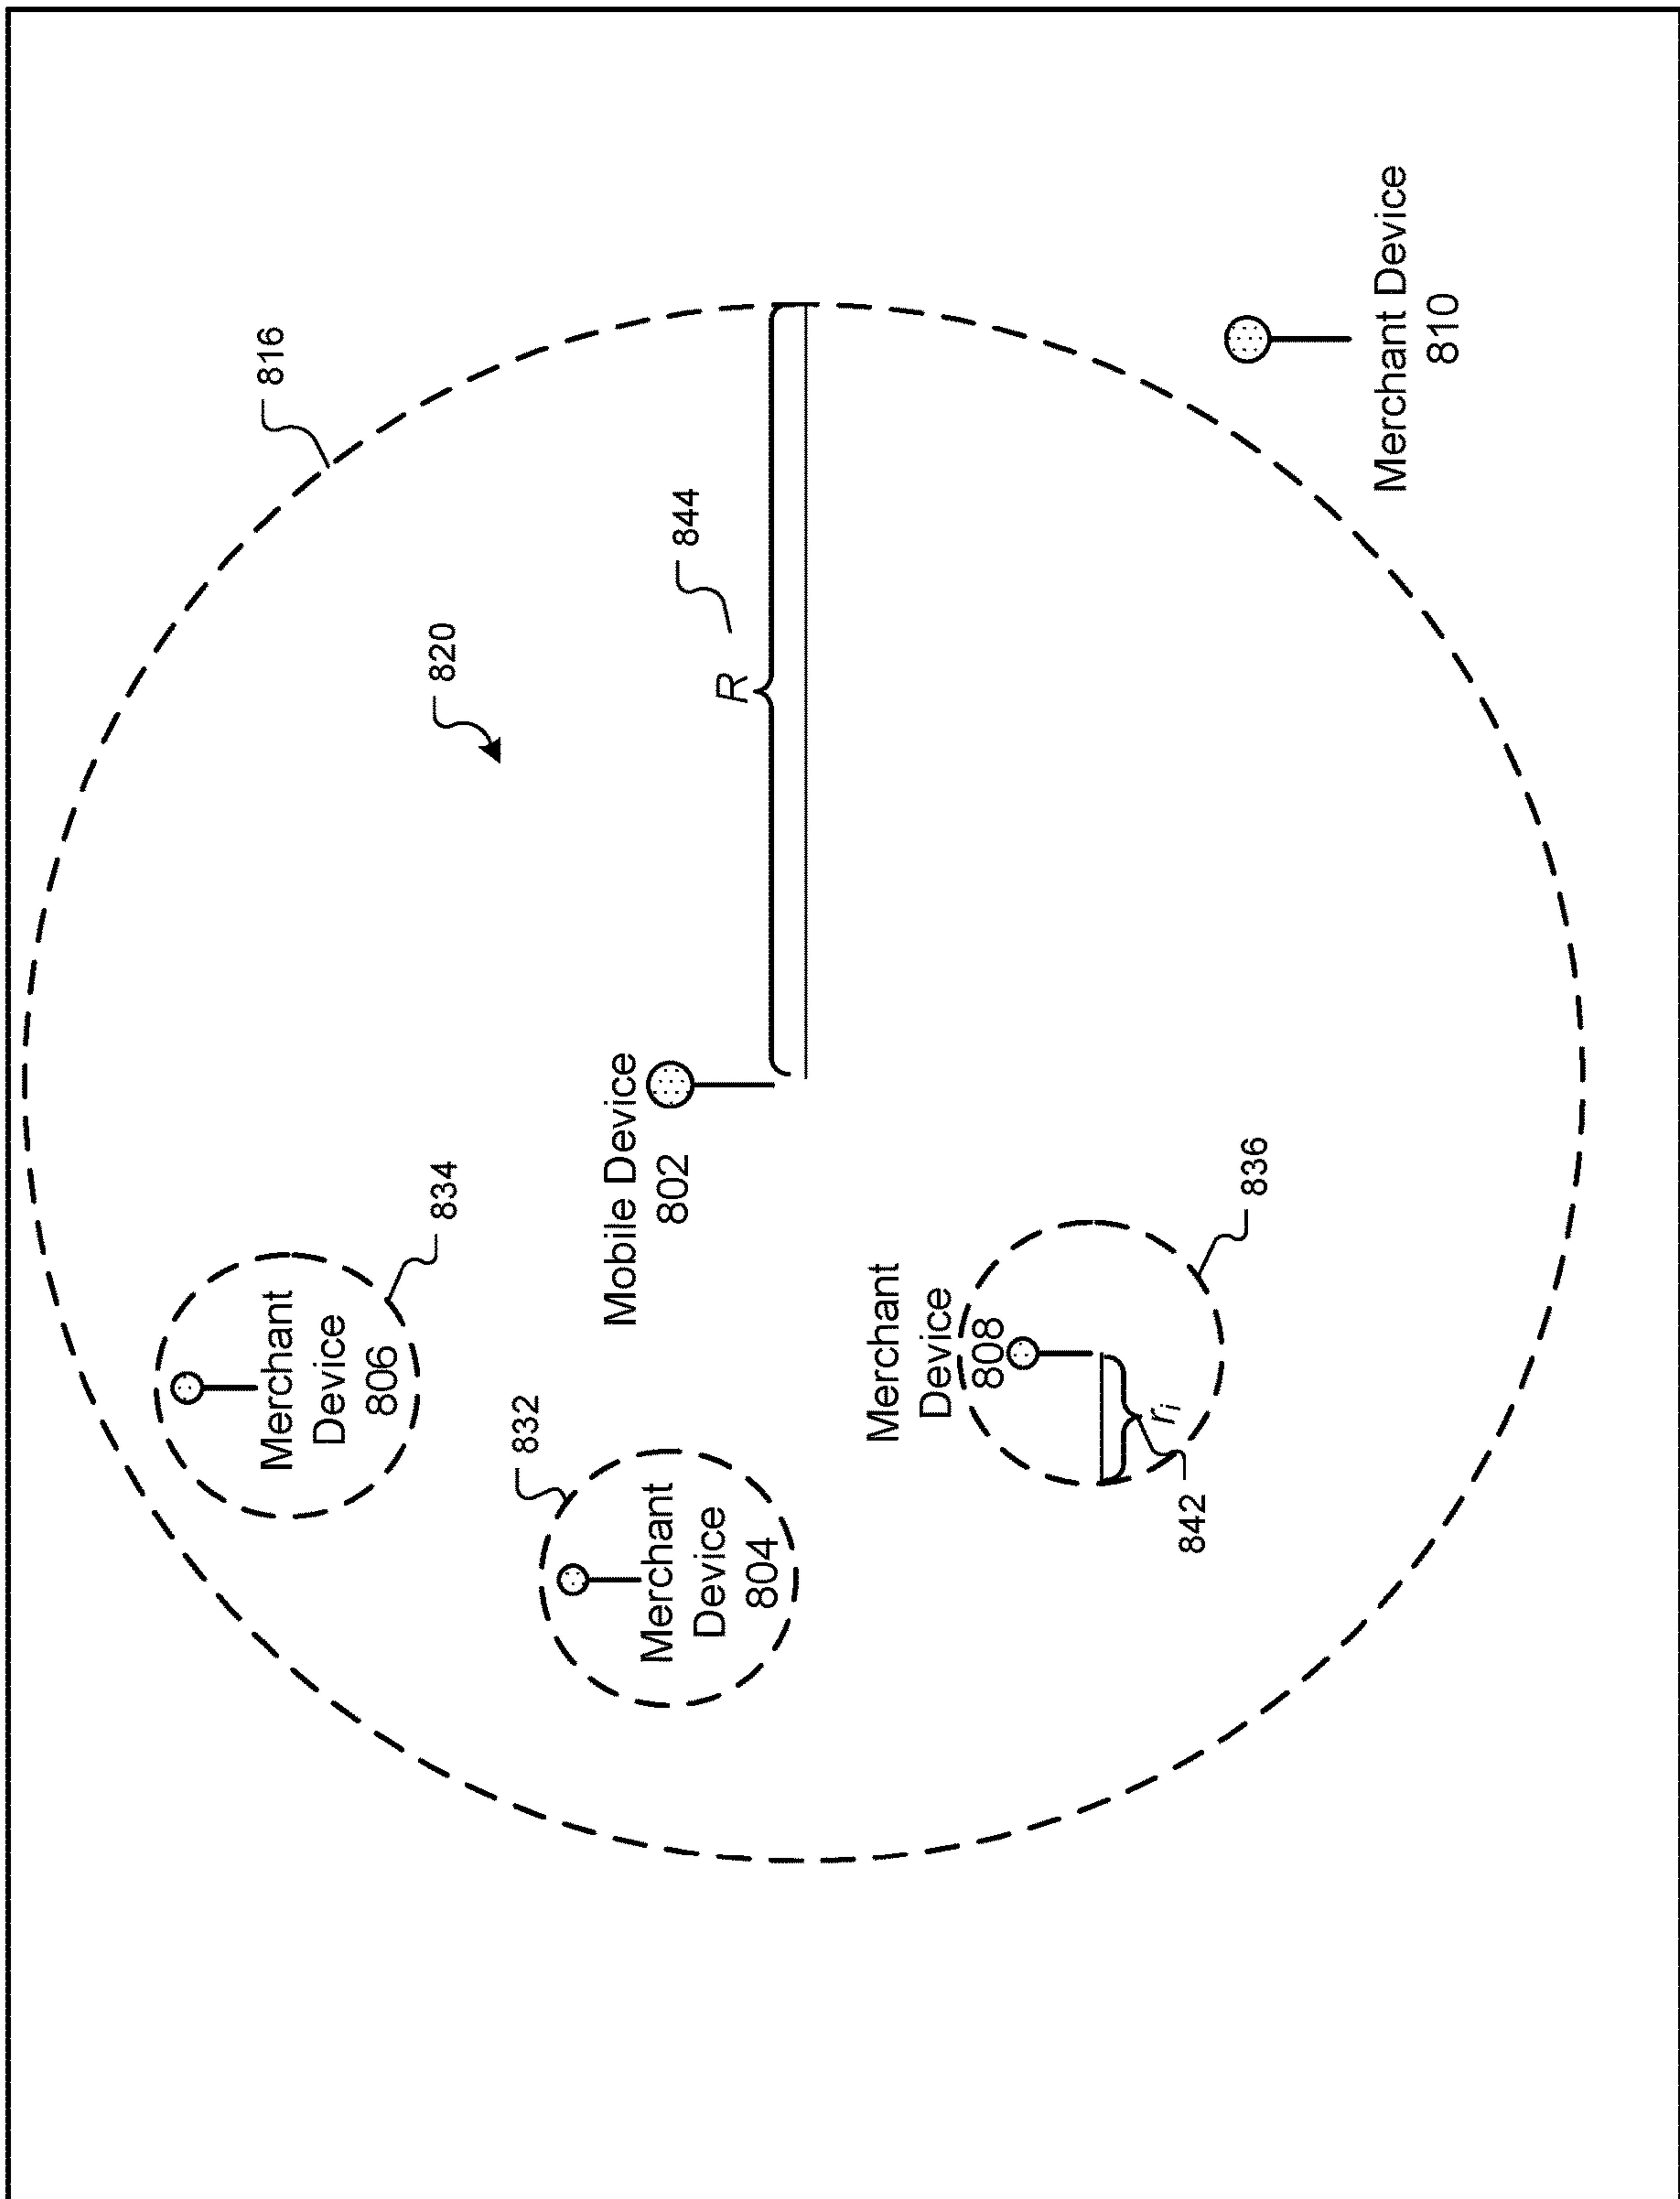 816
844
820
R
Merchant Device
810
Mobile Device
802
834
Merchant
Device
806
832
Merchant
Device
804
Merchant
Device
808
836
r_i
842